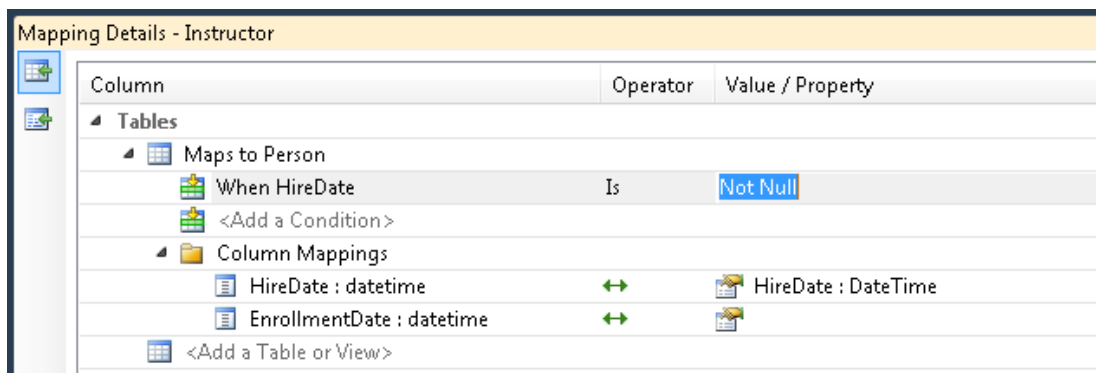 Mapping Details - Instructor
Column Operator Value / Property
Tables
Maps to Person
When HireDate Is Not Null
<Add a Condition>
Column Mappings
HireDate : datetime HireDate : DateTime
EnrollmentDate : datetime
<Add a Table or View>